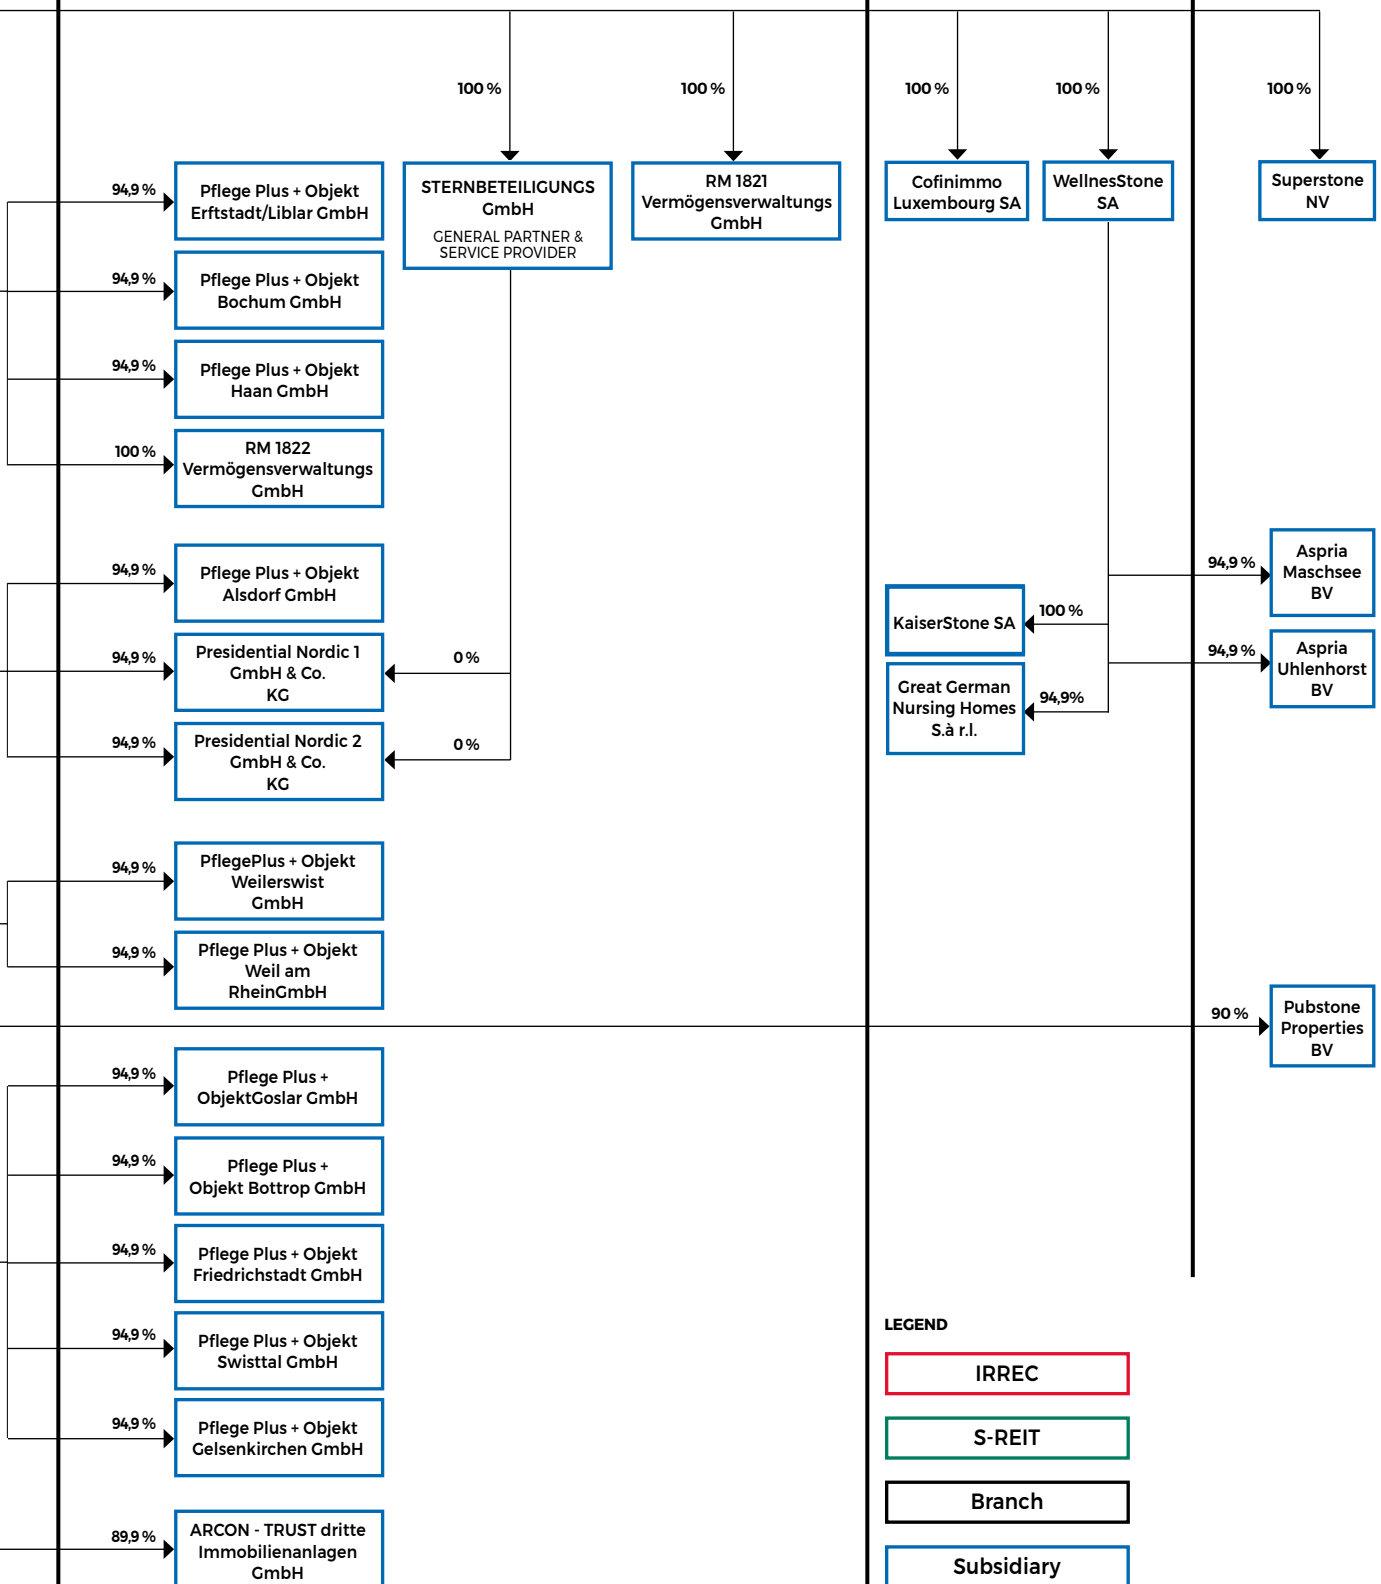 100 %
100 %
100 %
100 %
100 %
94,9 %
Pflege Plus + Objekt
Erftstadt/Liblar GmbH
STERNBETEILIGUNGS
GmbH
GENERAL PARTNER &
SERVICE PROVIDER
RM 1821
Vermögensverwaltungs
GmbH
Cofinimmo
Luxembourg SA
WellnesStone
SA
Superstone
NV
94,9 %
Pflege Plus + Objekt
Bochum GmbH
94,9 %
Pflege Plus + Objekt
Haan GmbH
100 %
RM 1822
Vermögensverwaltungs
GmbH
94,9 %
Pflege Plus + Objekt
Alsdorf GmbH
94,9 %
Aspria
Maschsee
BV
KaiserStone SA
100 %
94,9 %
Presidential Nordic 1
GmbH & Co.
KG
0 %
94,9 %
Aspria
Uhlenhorst
BV
Great German
Nursing Homes
S.à r.l.
94,9%
94,9 %
Presidential Nordic 2
GmbH & Co.
KG
0 %
94,9 %
PflegePlus + Objekt
Weilerswist
GmbH
94,9 %
Pflege Plus + Objekt
Weil am
RheinGmbH
90 %
Pubstone
Properties
BV
94,9 %
Pflege Plus +
ObjektGoslar GmbH
94,9 %
Pflege Plus +
Objekt Bottrop GmbH
94,9 %
Pflege Plus + Objekt
Friedrichstadt GmbH
94,9 %
Pflege Plus + Objekt
Swisttal GmbH
94,9 %
Pflege Plus + Objekt
Gelsenkirchen GmbH
89,9 %
ARCON - TRUST dritte
Immobilienanlagen
GmbH
LEGEND
IRREC
S-REIT
Branch
Subsidiary